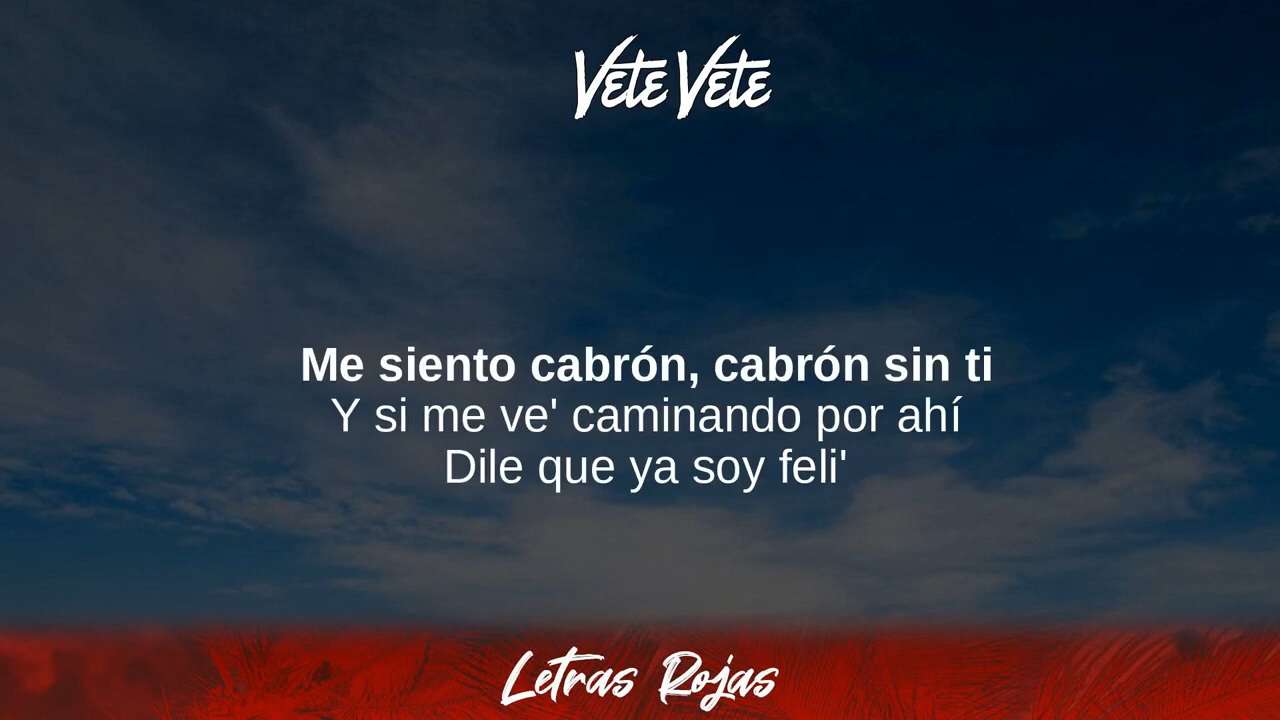 Vete Vete
Me siento cabrón, cabrón sin ti
Y si me ve' caminando por ahí
Dile que ya soy feli'
Letras Rojas